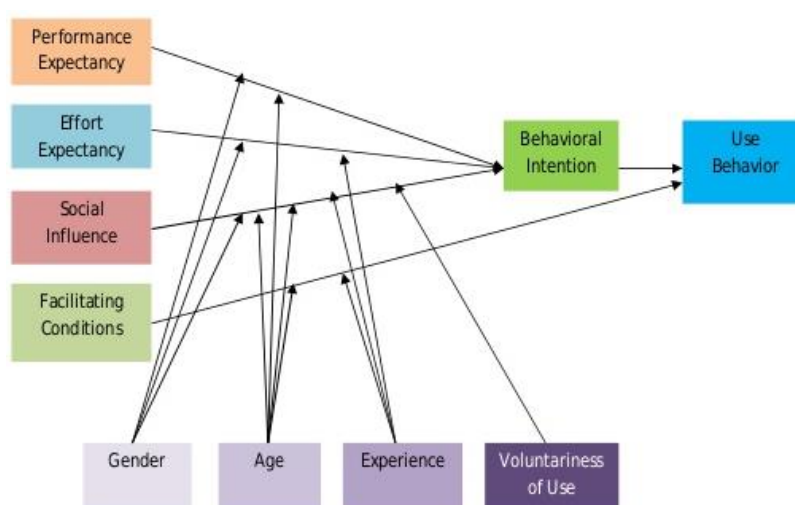 Performance
Expectancy
Effort
Expectancy
Social
Influence
Facilitating
Conditions
Behavioral
Intention
Use
Behavior
Gender
Age
Experience
Voluntariness
of Use